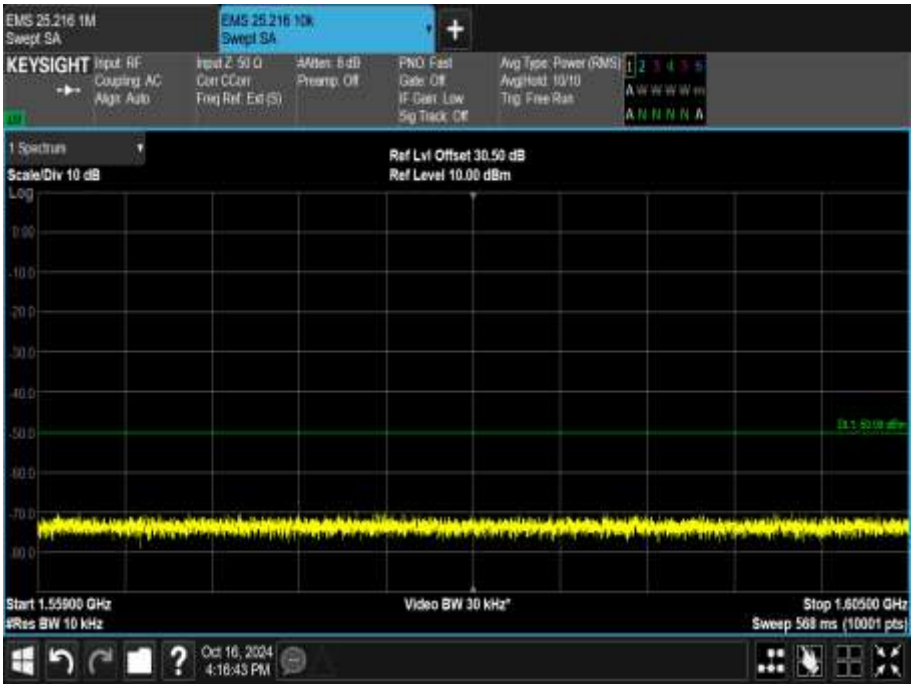 EMS 25.216 1M
Swept SA
EMS 25.216 10k
Swept SA
+
KEYSIGHT
Input: RF
Coupling: AC
Align: Auto
Input Z: 50 Ω
Corr CCorr
Freq Ref: Ext (S)
#Atten: 8 dB
Preamp: Off
PNO: Fast
Gate: Off
IF Gain: Low
Sig Track: Off
Avg Type: Power (RMS)
Avg|Hold: 10/10
Trig: Free Run
1 2 3 4 5 6
A W W W W
A N N N N A
1 Spectrum
Scale/Div 10 dB
Ref Lvl Offset 30.50 dB
Ref Level 10.00 dBm
Log
0.00
-10.0
-20.0
-30.0
-40.0
-50.0
-60.0
-70.0
-80.0
Start 1.55900 GHz
#Res BW 10 kHz
Video BW 30 kHz*
Stop 1.60500 GHz
Sweep 568 ms (10001 pts)
?
Oct 16, 2024
4:16:43 PM